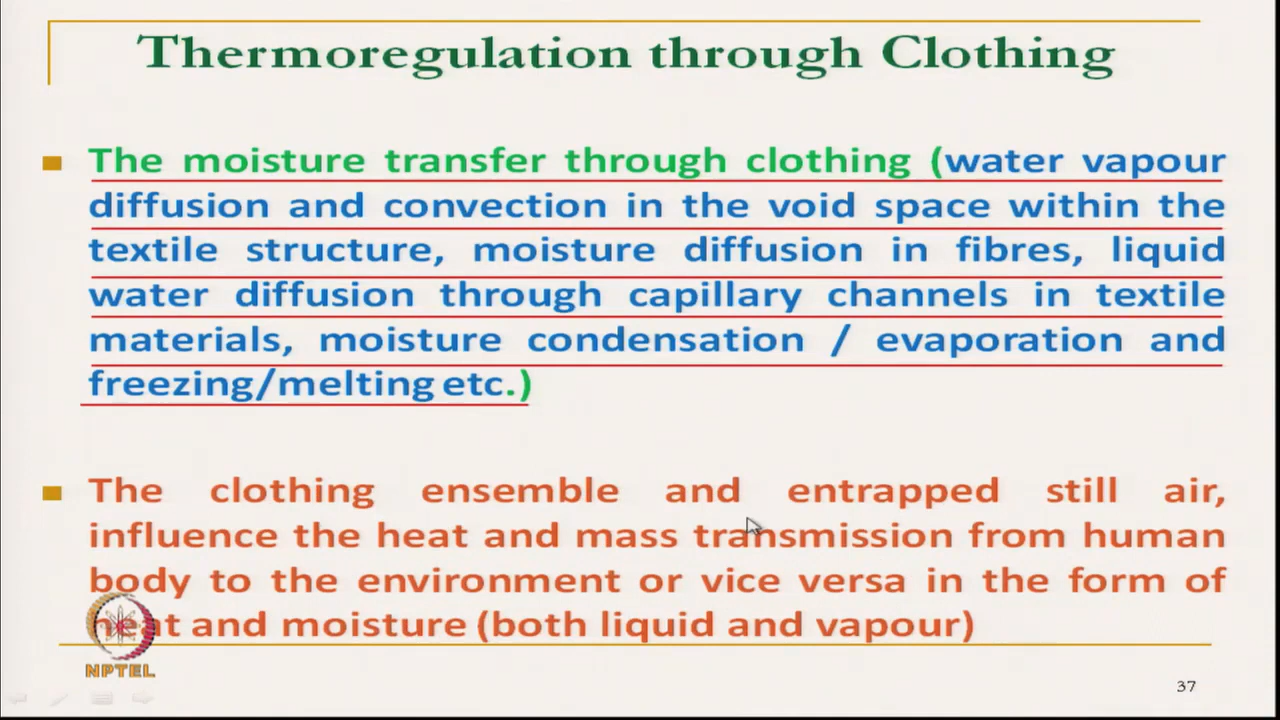 Thermoregulation through Clothing
The moisture transfer through clothing (water vapour
diffusion and convection in the void space within the
textile structure, moisture diffusion in fibres, liquid
water diffusion through capillary channels in textile
materials, moisture condensation / evaporation and
freezing/melting etc.)
The clothing ensemble and entrapped still air,
influence the heat and mass transmission from human
body to the environment or vice versa in the form of
heat and moisture (both liquid and vapour)
NPTEL
37